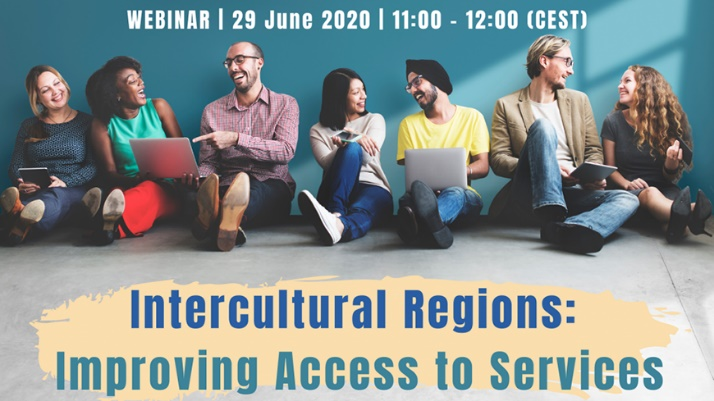 WEBINAR | 29 June 2020 | 11:00 - 12:00 (CEST)
Intercultural Regions:
Improving Access to Services